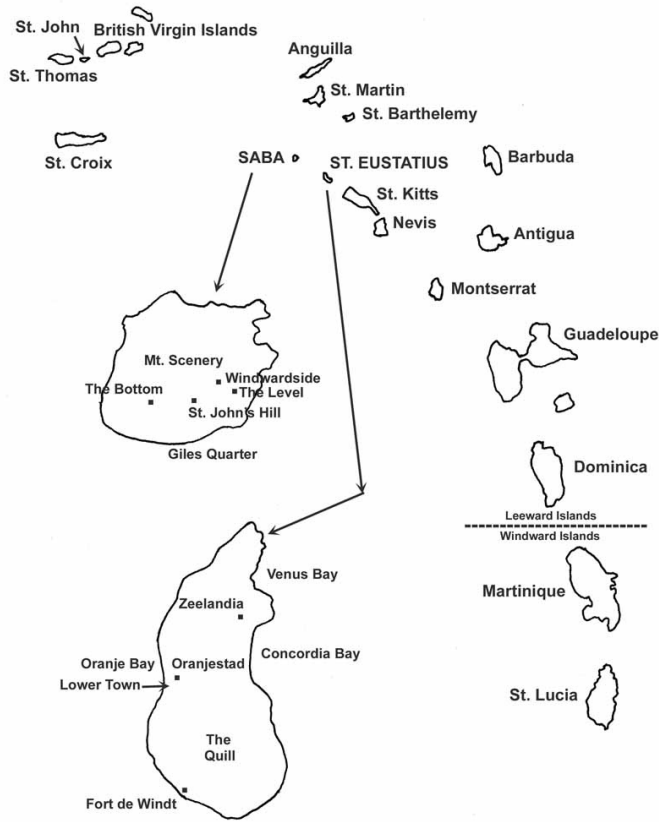 St. John
British Virgin Islands
St. Thomas
Anguilla
St. Martin
St. Barthelemy
St. Croix
SABA
ST. EUSTATIUS
Barbuda
St. Kitts
Nevis
Antigua
Montserrat
Guadeloupe
Mt. Scenery
Windwardside
The Bottom
The Level
St. John's Hill
Giles Quarter
Dominica
Leeward Islands
Windward Islands
Venus Bay
Martinique
Zeelandia
Concordia Bay
Oranje Bay
Oranjestad
Lower Town
St. Lucia
The
Quill
Fort de Windt